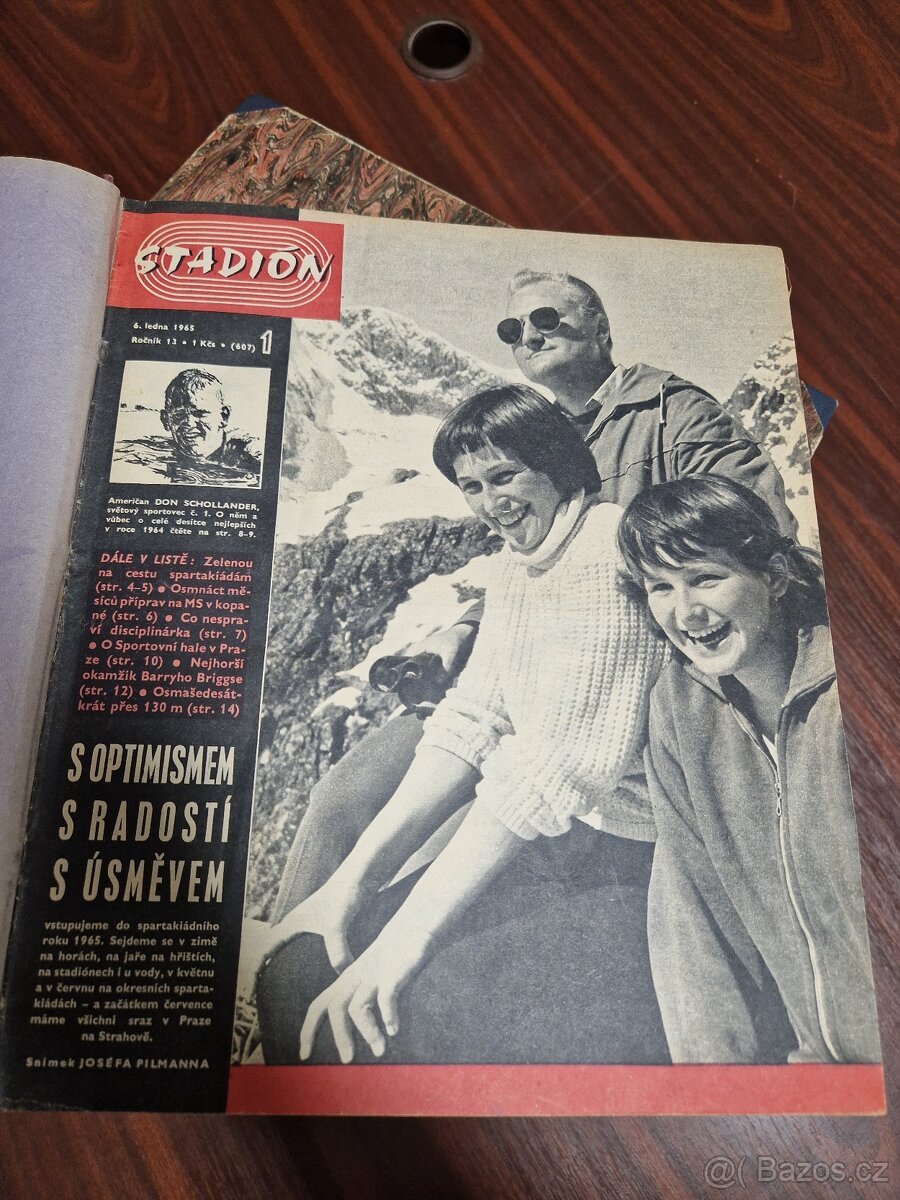 STADIÓN
6. ledna 1965
Ročník 13 • 1 Kčs • (607) 1
Američan DON SCHOLLANDER,
světový sportovec č. 1. O něm a
vůbec o celé desítce nejlepších
v roce 1964 čtěte na str. 8–9.
DÁLE V LISTĚ: Zelenou
na cestu spartakiádám
(str. 4–5) • Osmnáct mě-
síců příprav na MS v kopa-
né (str. 6) • Co nespra-
ví disciplinárka (str. 7)
• O Sportovní hale v Pra-
ze (str. 10) • Nejhorší
okamžik Barryho Briggse
(str. 12) • Osmašedesát-
krát přes 130 m (str. 14)
S OPTIMISMEM
S RADOSTÍ
S ÚSMĚVEM
vstupujeme do spartakiádního
roku 1965. Sejdeme se v zimě
na horách, na jaře na hřištích,
na stadiónech i u vody, v květnu
a v červnu na okresních sparta-
kiádách – a začátkem července
máme všichni sraz v Praze
na Strahově.
Snímek JOSEFA PILMANNA
@( Bazos.cz